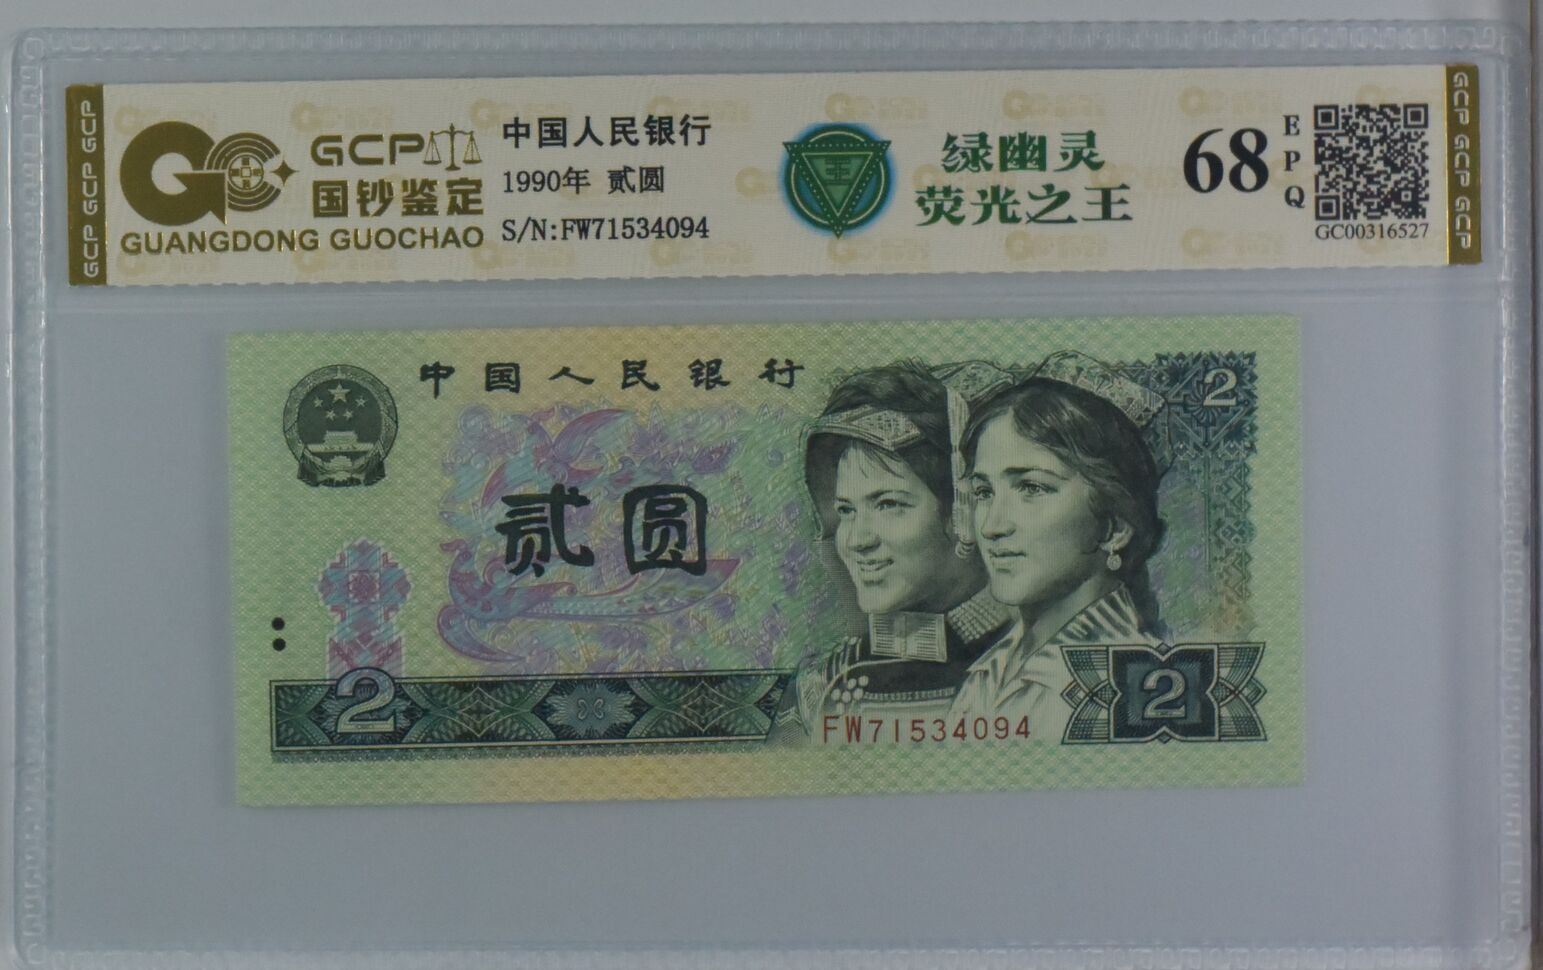 GCP GCP GCP
GCP
国钞鉴定
GUANGDONG GUOCHAO
中国人民银行
1990年 贰圆
S/N:FW71534094
王
绿幽灵
荧光之王
68
EPQ
GC00316527
GCP GCP GCP
中国人民银行
2
贰圆
2
FW71534094
2